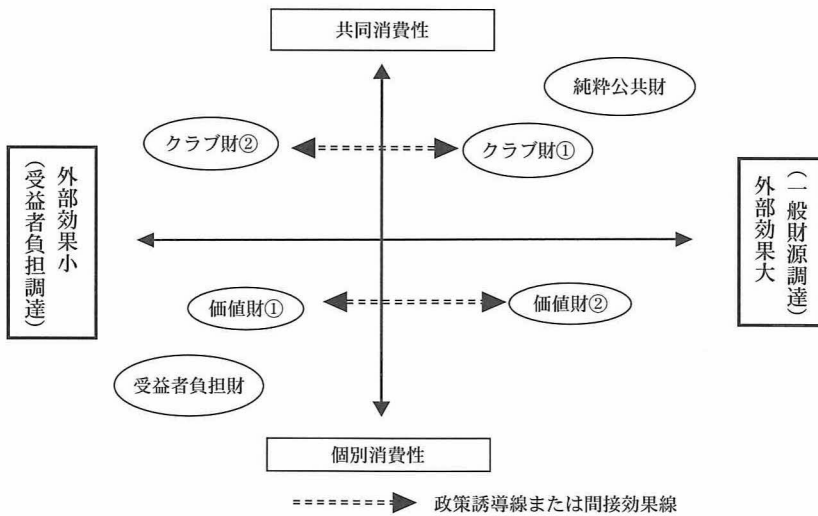 共同消費性
純粋公共財
クラブ財②
クラブ財①
外部効果小
(受益者負担調達)
(一般財源調達)
外部効果大
価値財①
価値財②
受益者負担財
個別消費性
政策誘導線または間接効果線